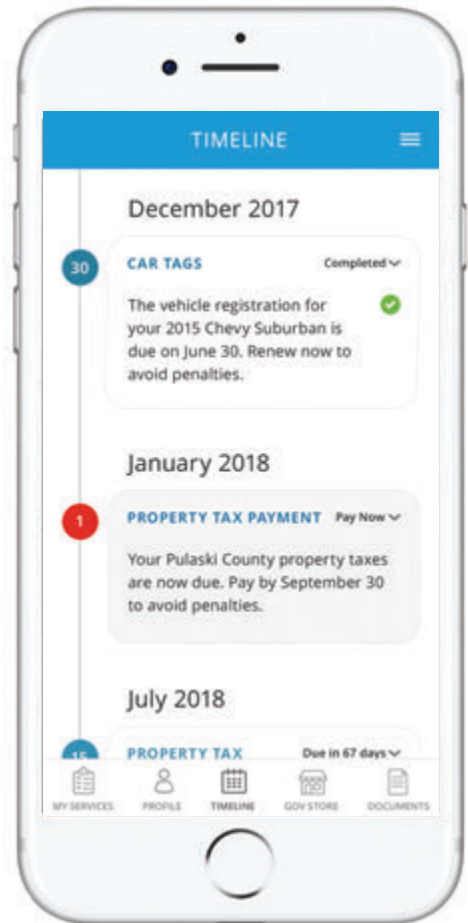 TIMELINE
December 2017
30
CAR TAGS Completed
The vehicle registration for
your 2015 Chevy Suburban is
due on June 30. Renew now to
avoid penalties.
January 2018
1
PROPERTY TAX PAYMENT Pay Now
Your Pulaski County property taxes
are now due. Pay by September 30
to avoid penalties.
July 2018
15
PROPERTY TAX Due in 67 days
MY SERVICES PROFILE TIMELINE GOV STORE DOCUMENTS